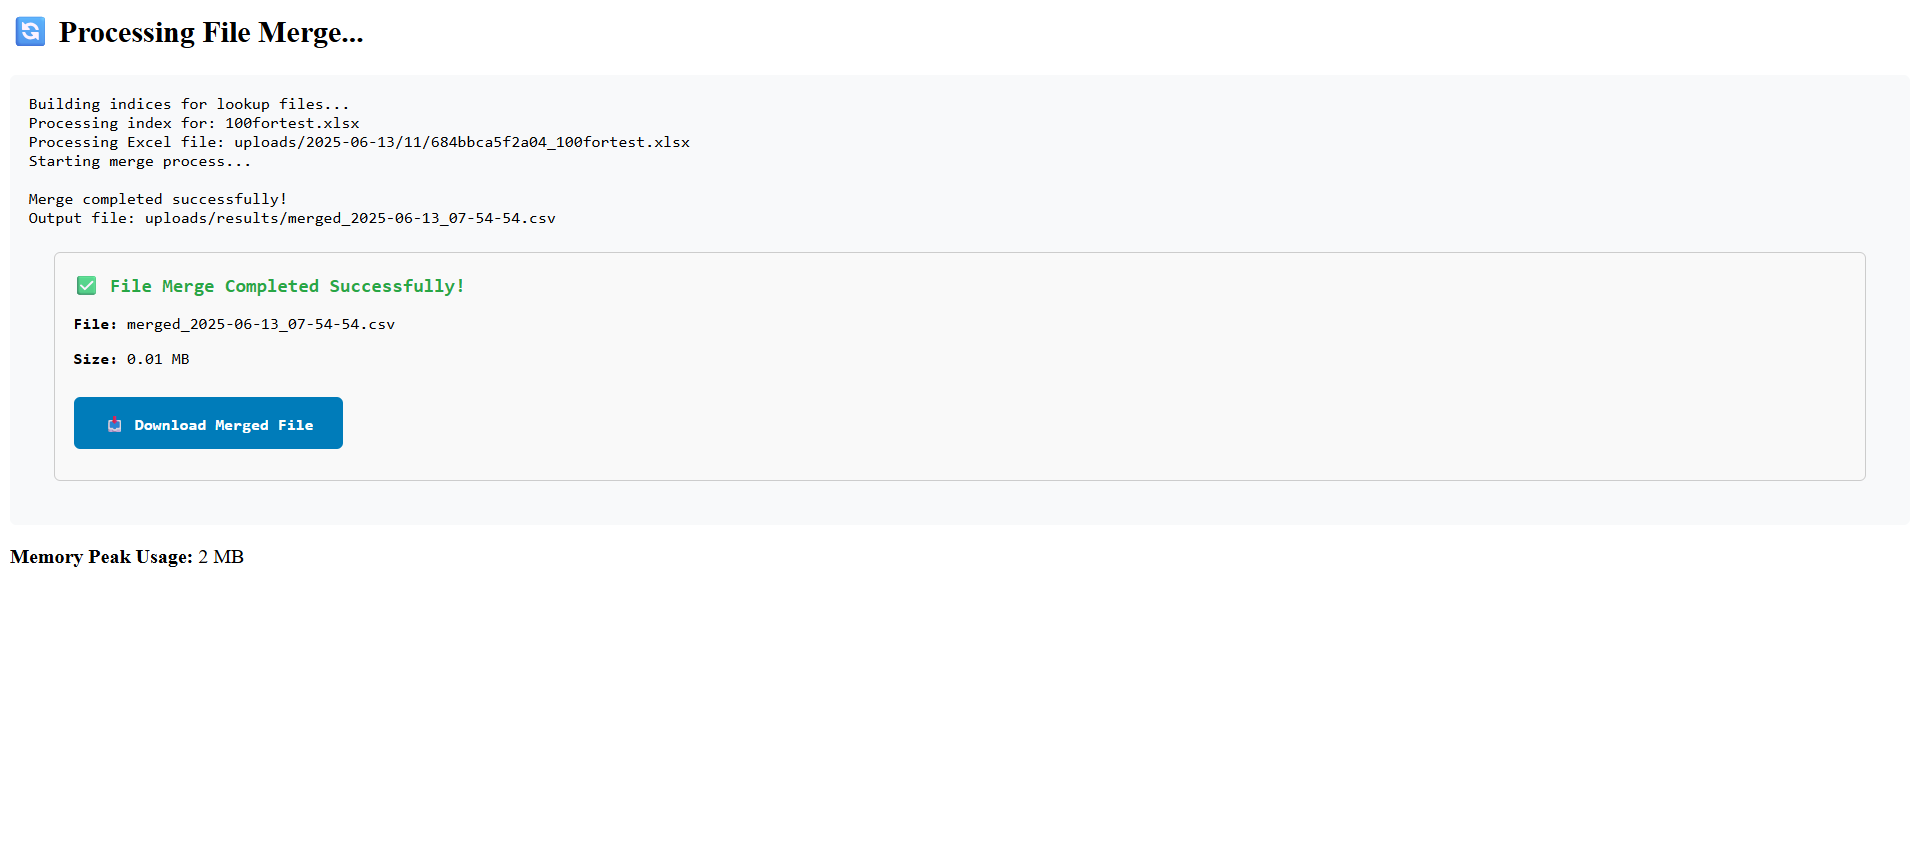 Processing File Merge...
Building indices for lookup files...
Processing index for: 100fortest.xlsx
Processing Excel file: uploads/2025-06-13/11/684bbca5f2a04_100fortest.xlsx
Starting merge process...
Merge completed successfully!
Output file: uploads/results/merged_2025-06-13_07-54-54.csv
File Merge Completed Successfully!
File: merged_2025-06-13_07-54-54.csv
Size: 0.01 MB
Download Merged File
Memory Peak Usage: 2 MB